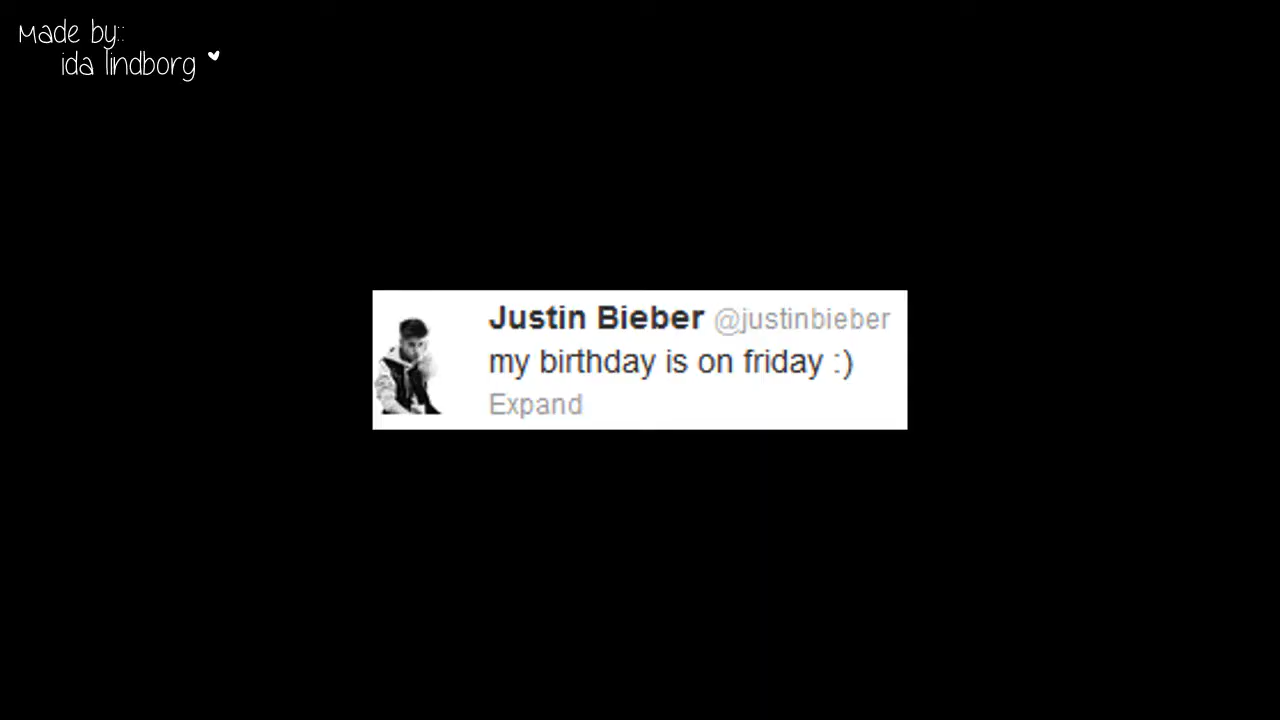 Made by::
ida lindborg ♥
Justin Bieber @justinbieber
my birthday is on friday :)
Expand